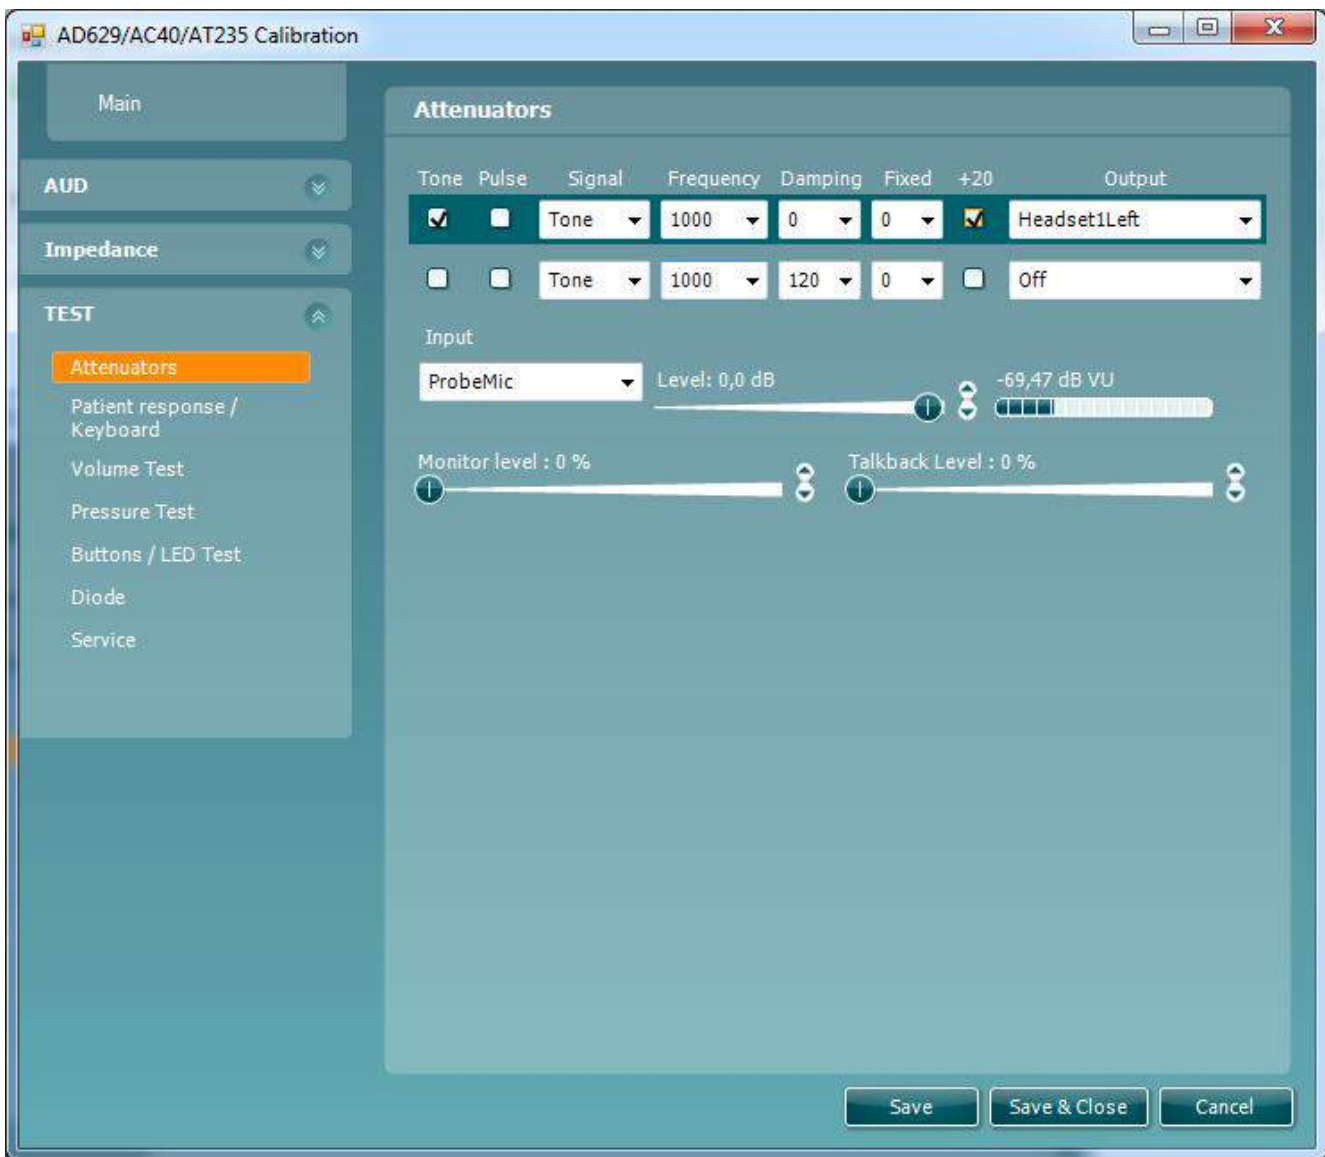 AD629/AC40/AT235 Calibration
Main
AUD
Impedance
TEST
Attenuators
Patient response /
Keyboard
Volume Test
Pressure Test
Buttons / LED Test
Diode
Service
Attenuators
Tone Pulse Signal Frequency Damping Fixed +20 Output
Tone 1000 0 0 Headset1Left
Tone 1000 120 0 Off
Input
ProbeMic Level: 0,0 dB -69,47 dB VU
Monitor level : 0 % Talkback Level : 0 %
Save Save & Close Cancel